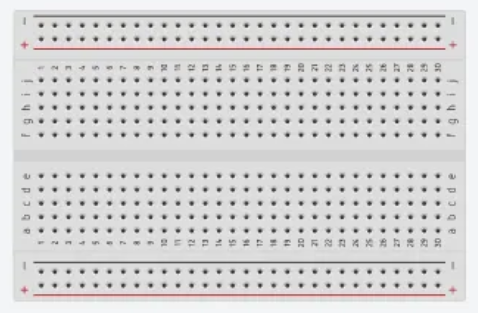 − −
+ +
1 2 3 4 5 6 7 8 9 10 11 12 13 14 15 16 17 18 19 20 21 22 23 24 25 26 27 28 29 30
j j
i i
h h
g g
f f
e e
d d
c c
b b
a a
1 2 3 4 5 6 7 8 9 10 11 12 13 14 15 16 17 18 19 20 21 22 23 24 25 26 27 28 29 30
− −
+ +